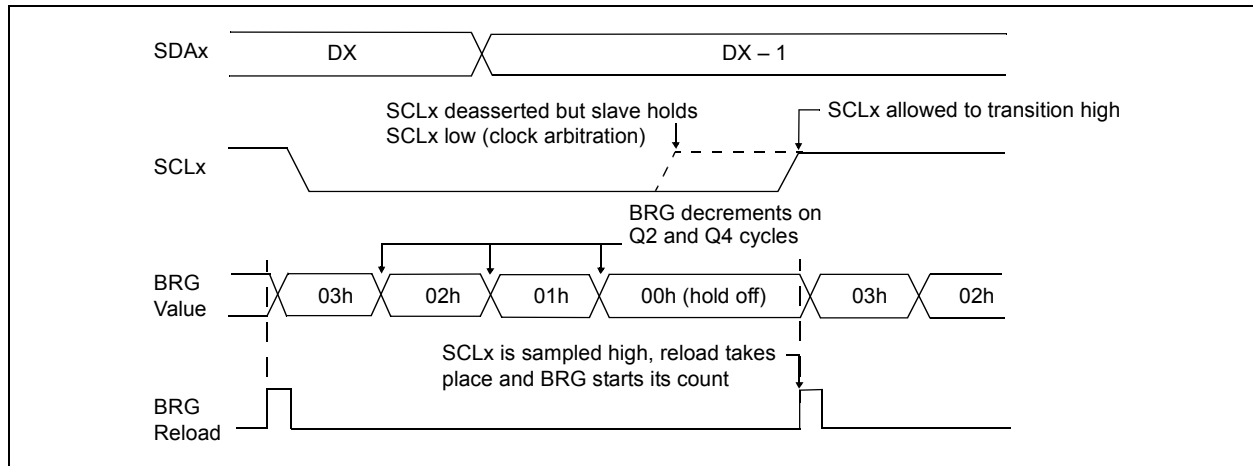 SDAx
DX
DX – 1
SCLx deasserted but slave holds
SCLx low (clock arbitration)
SCLx allowed to transition high
SCLx
BRG decrements on
Q2 and Q4 cycles
BRG
Value
03h
02h
01h
00h (hold off)
03h
02h
SCLx is sampled high, reload takes
place and BRG starts its count
BRG
Reload